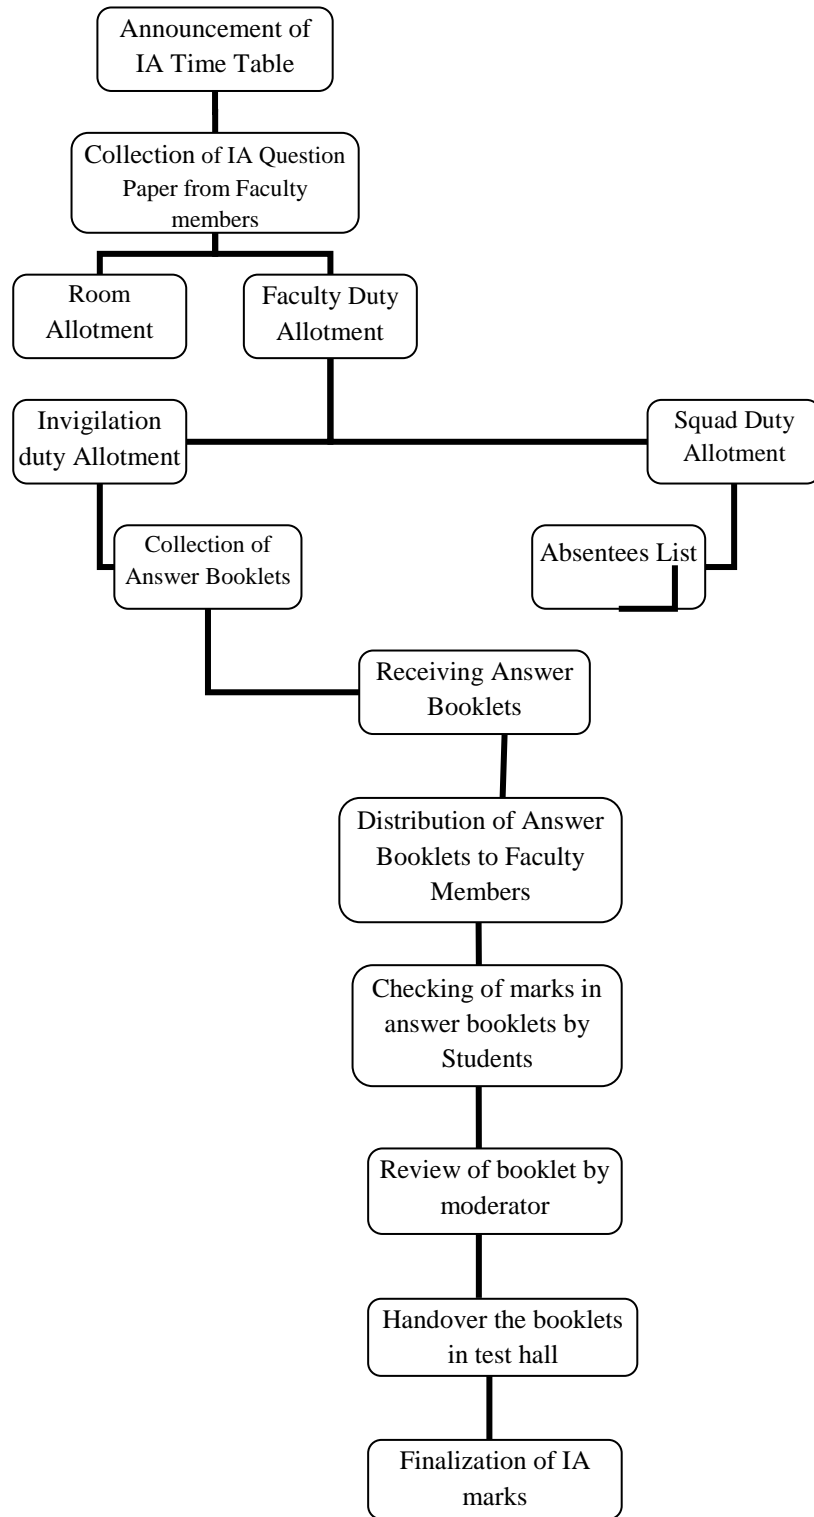 Announcement of
IA Time Table
Collection of IA Question
Paper from Faculty
members
Room
Allotment
Faculty Duty
Allotment
Invigilation
duty Allotment
Squad Duty
Allotment
Collection of
Answer Booklets
Absentees List
Receiving Answer
Booklets
Distribution of Answer
Booklets to Faculty
Members
Checking of marks in
answer booklets by
Students
Review of booklet by
moderator
Handover the booklets
in test hall
Finalization of IA
marks